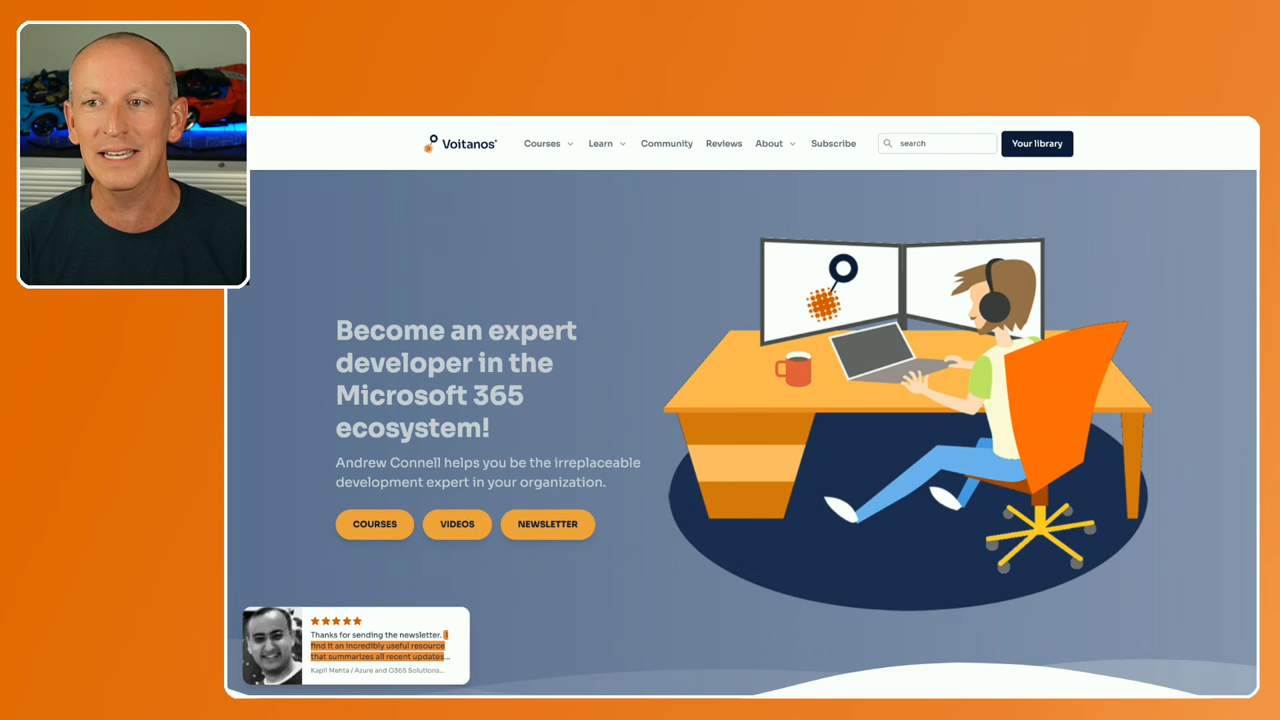 Voitanos®
Courses Learn Community Reviews About Subscribe search Your library
Become an expert
developer in the
Microsoft 365
ecosystem!
Andrew Connell helps you be the irreplaceable
development expert in your organization.
COURSES VIDEOS NEWSLETTER
Thanks for sending the newsletter. I
find it an incredibly useful resource
that summarizes all recent updates...
Kapil Mehta / Azure and O365 Solutions...